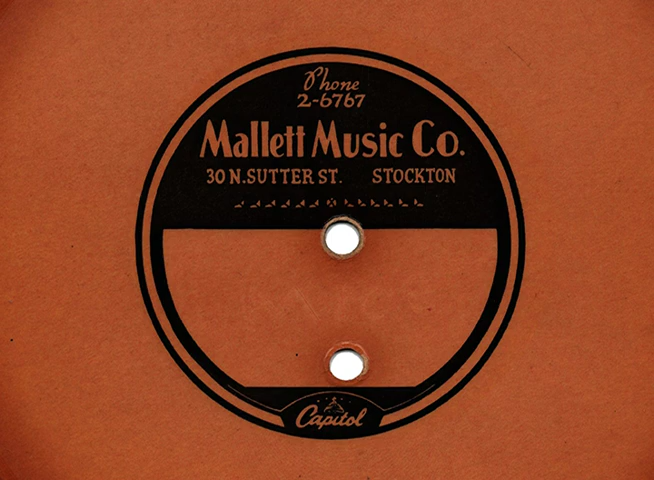 Phone
2-6767
Mallett Music Co.
30 N. SUTTER ST. STOCKTON
Capitol